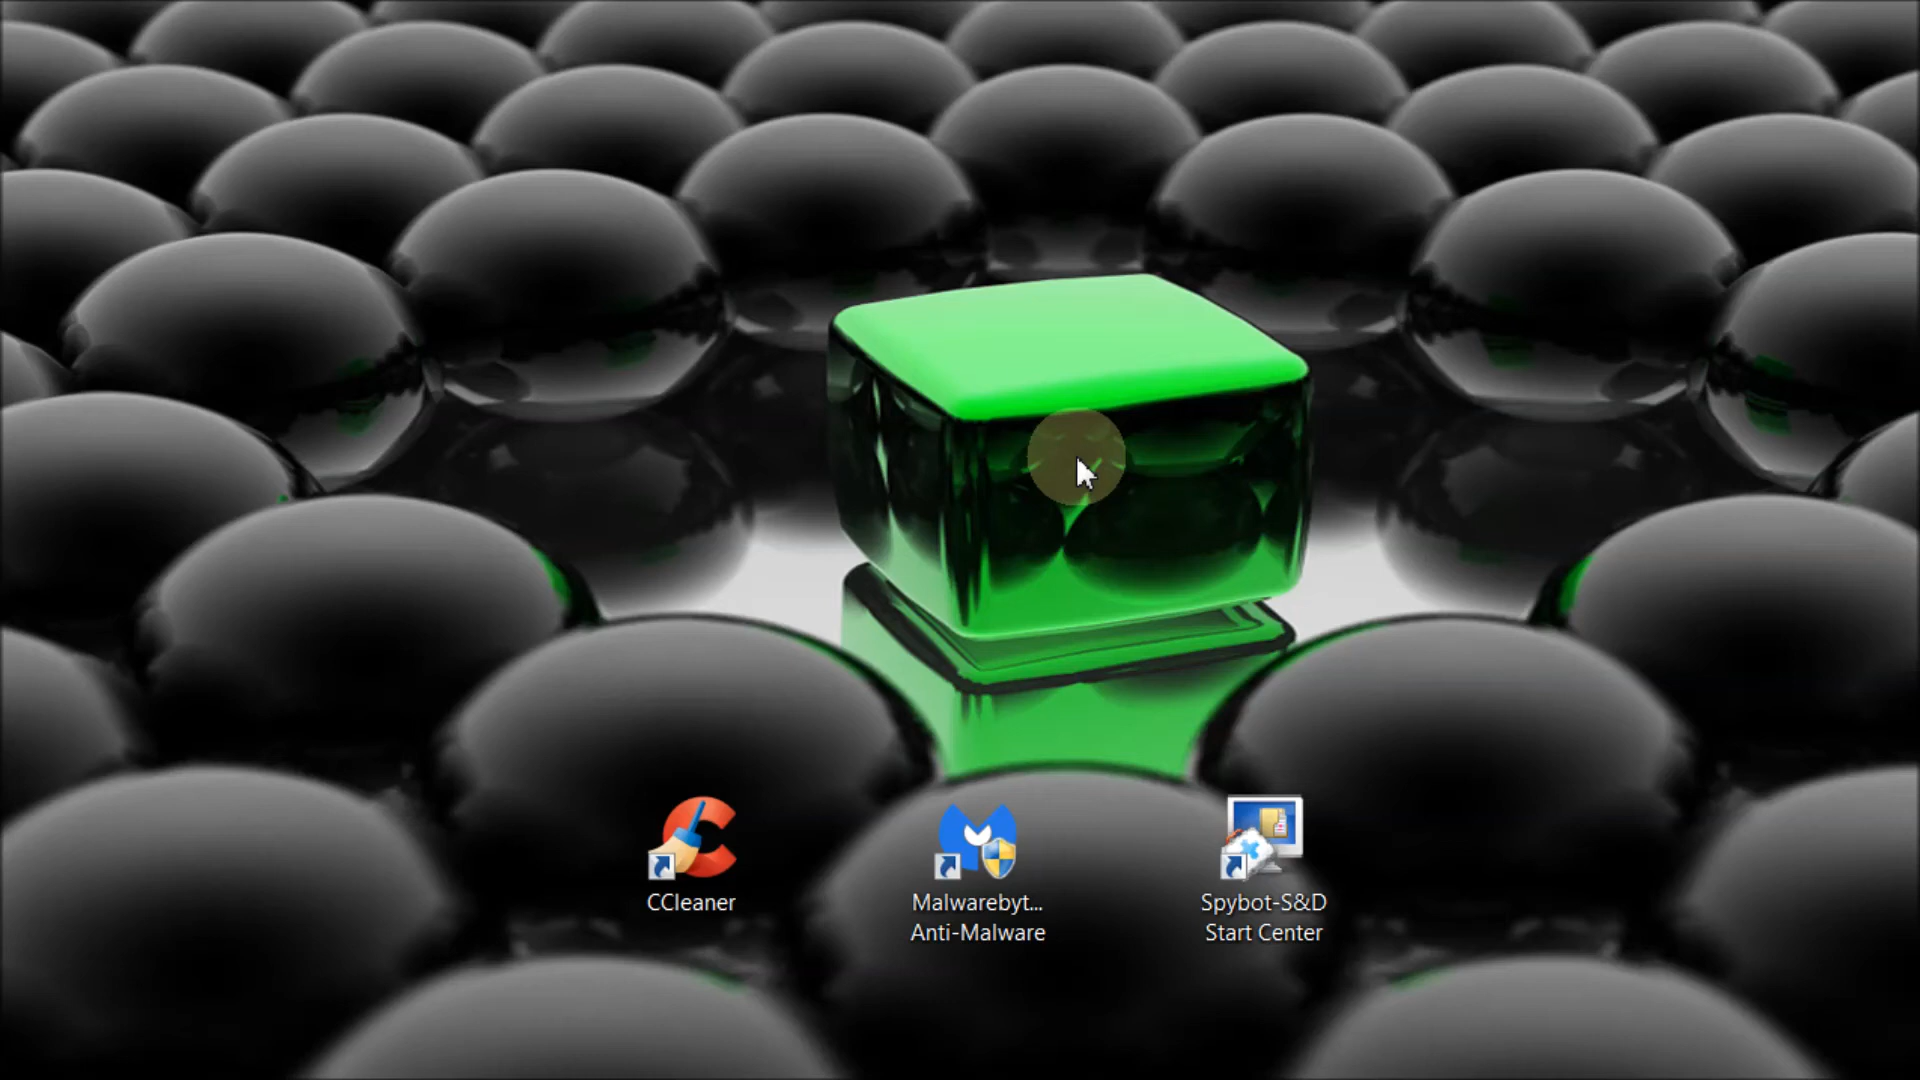 CCleaner
Malwarebyt...
Anti-Malware
Spybot-S&D
Start Center